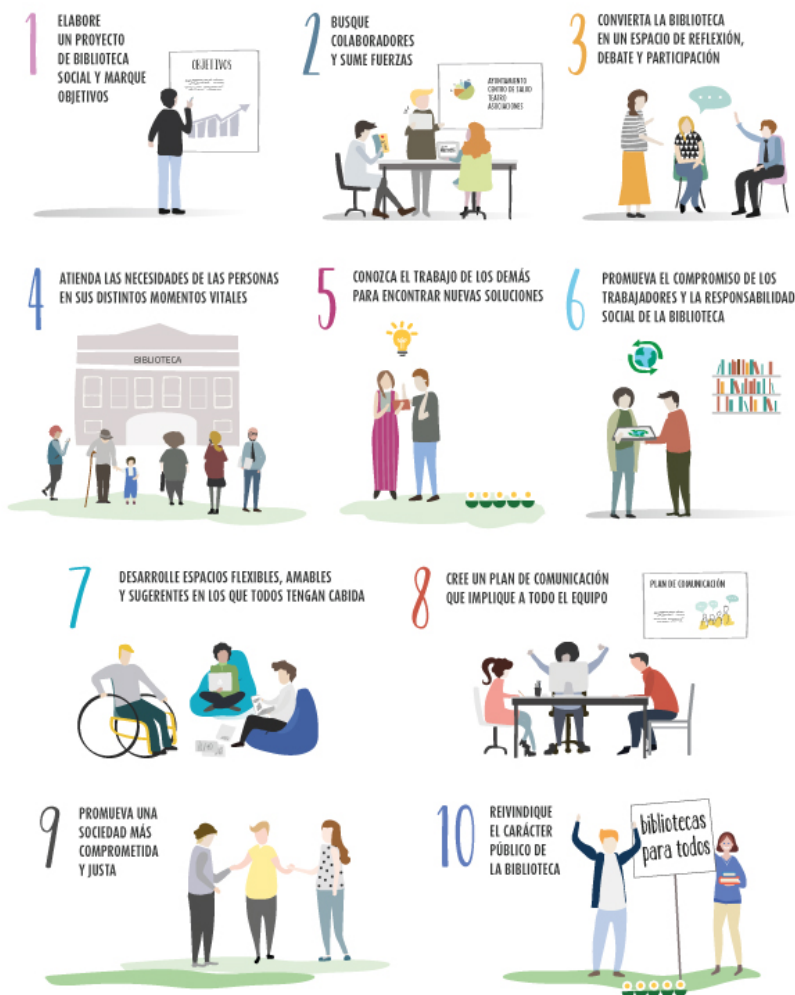 1
ELABORE
UN PROYECTO
DE BIBLIOTECA
SOCIAL Y MARQUE
OBJETIVOS
OBJETIVOS
2
BUSQUE
COLABORADORES
Y SUME FUERZAS
AYUNTAMIENTO
CENTRO DE SALUD
TEATRO
ASOCIACIONES
3
CONVIERTA LA BIBLIOTECA
EN UN ESPACIO DE REFLEXIÓN,
DEBATE Y PARTICIPACIÓN
4
ATIENDA LAS NECESIDADES DE LAS PERSONAS
EN SUS DISTINTOS MOMENTOS VITALES
BIBLIOTECA
5
CONOZCA EL TRABAJO DE LOS DEMÁS
PARA ENCONTRAR NUEVAS SOLUCIONES
6
PROMUEVA EL COMPROMISO DE LOS
TRABAJADORES Y LA RESPONSABILIDAD
SOCIAL DE LA BIBLIOTECA
7
DESARROLLE ESPACIOS FLEXIBLES, AMABLES
Y SUGERENTES EN LOS QUE TODOS TENGAN CABIDA
8
CREE UN PLAN DE COMUNICACIÓN
QUE IMPLIQUE A TODO EL EQUIPO
PLAN DE COMUNICACIÓN
9
PROMUEVA UNA
SOCIEDAD MÁS
COMPROMETIDA
Y JUSTA
10
REIVINDIQUE
EL CARÁCTER
PÚBLICO DE
LA BIBLIOTECA
bibliotecas
para todos